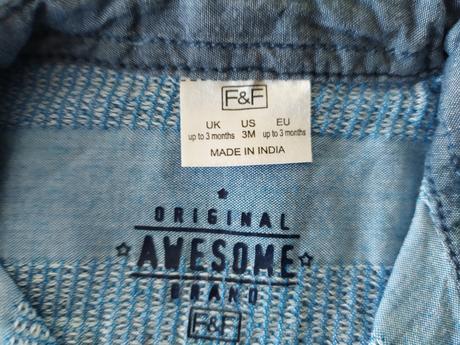 F&F
UK US EU
up to 3 months 3M up to 3 months
MADE IN INDIA
ORIGINAL
AWESOME
BRAND
F&F